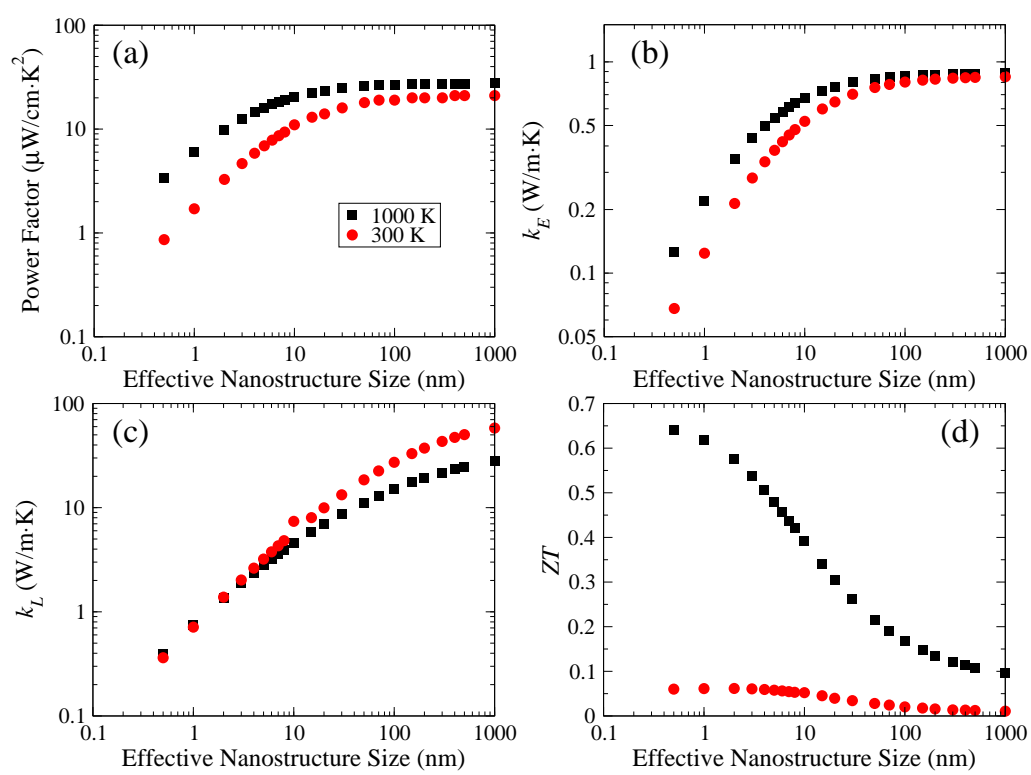 (a)
100
10
1
0.1
Power Factor (μW/cm·K²)
0.1 1 10 100 1000
Effective Nanostructure Size (nm)
1000 K
300 K
(b)
1
0.5
0.2
0.1
0.05
k_E (W/m·K)
0.1 1 10 100 1000
Effective Nanostructure Size (nm)
(c)
100
10
1
0.1
k_L (W/m·K)
0.1 1 10 100 1000
Effective Nanostructure Size (nm)
(d)
0.7
0.6
0.5
0.4
0.3
0.2
0.1
0
ZT
0.1 1 10 100 1000
Effective Nanostructure Size (nm)